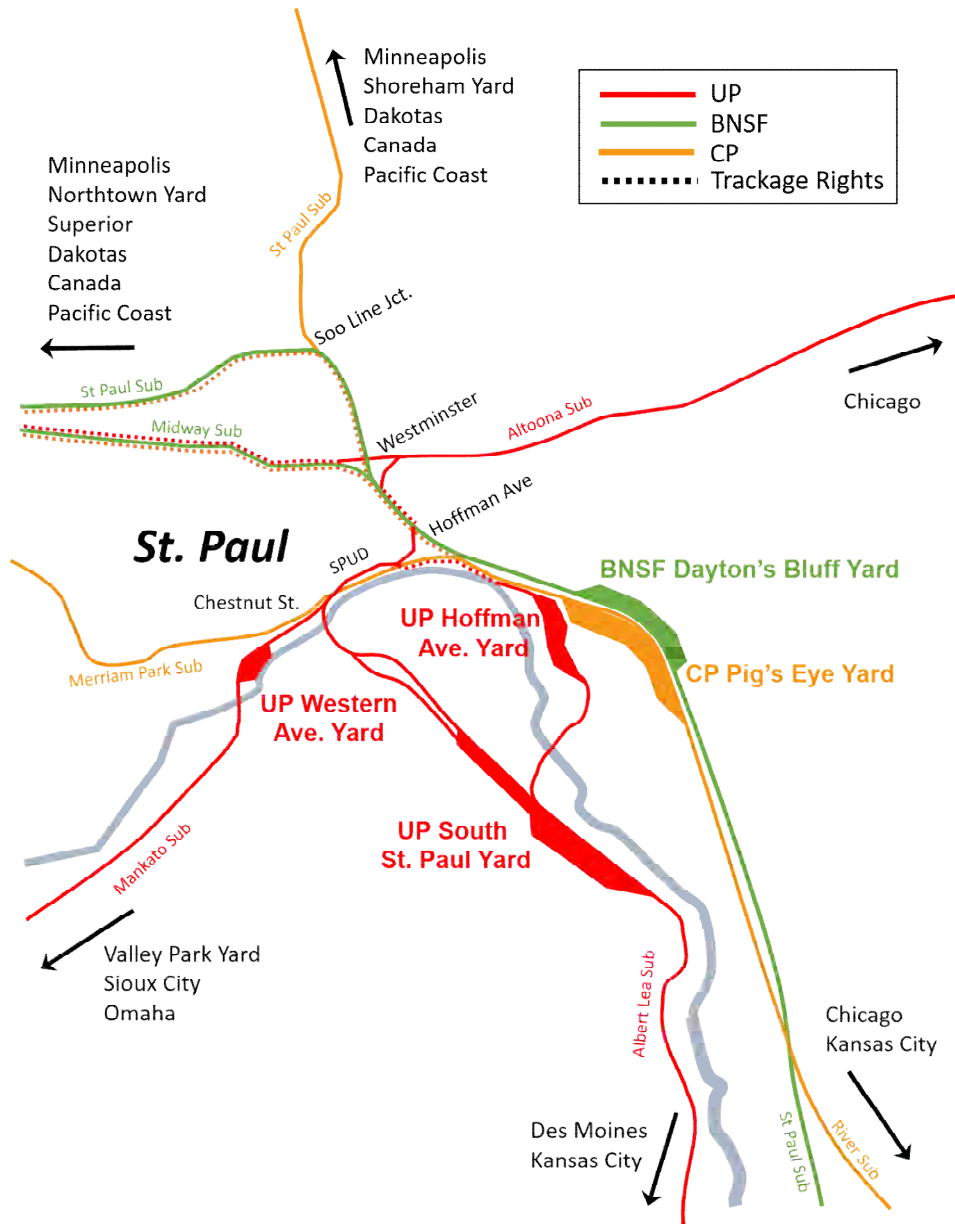 Minneapolis
Shoreham Yard
Dakotas
Canada
Pacific Coast
UP
BNSF
CP
Trackage Rights
Minneapolis
Northtown Yard
Superior
Dakotas
Canada
Pacific Coast
St Paul Sub
Soo Line Jct.
Chicago
St Paul Sub
Midway Sub
Westminster
Altoona Sub
Hoffman Ave
St. Paul
SPUD
BNSF Dayton's Bluff Yard
Chestnut St.
UP Hoffman
Ave. Yard
CP Pig's Eye Yard
Merriam Park Sub
UP Western
Ave. Yard
UP South
St. Paul Yard
Mankato Sub
Valley Park Yard
Sioux City
Omaha
Albert Lea Sub
Chicago
Kansas City
Des Moines
Kansas City
St Paul Sub
River Sub